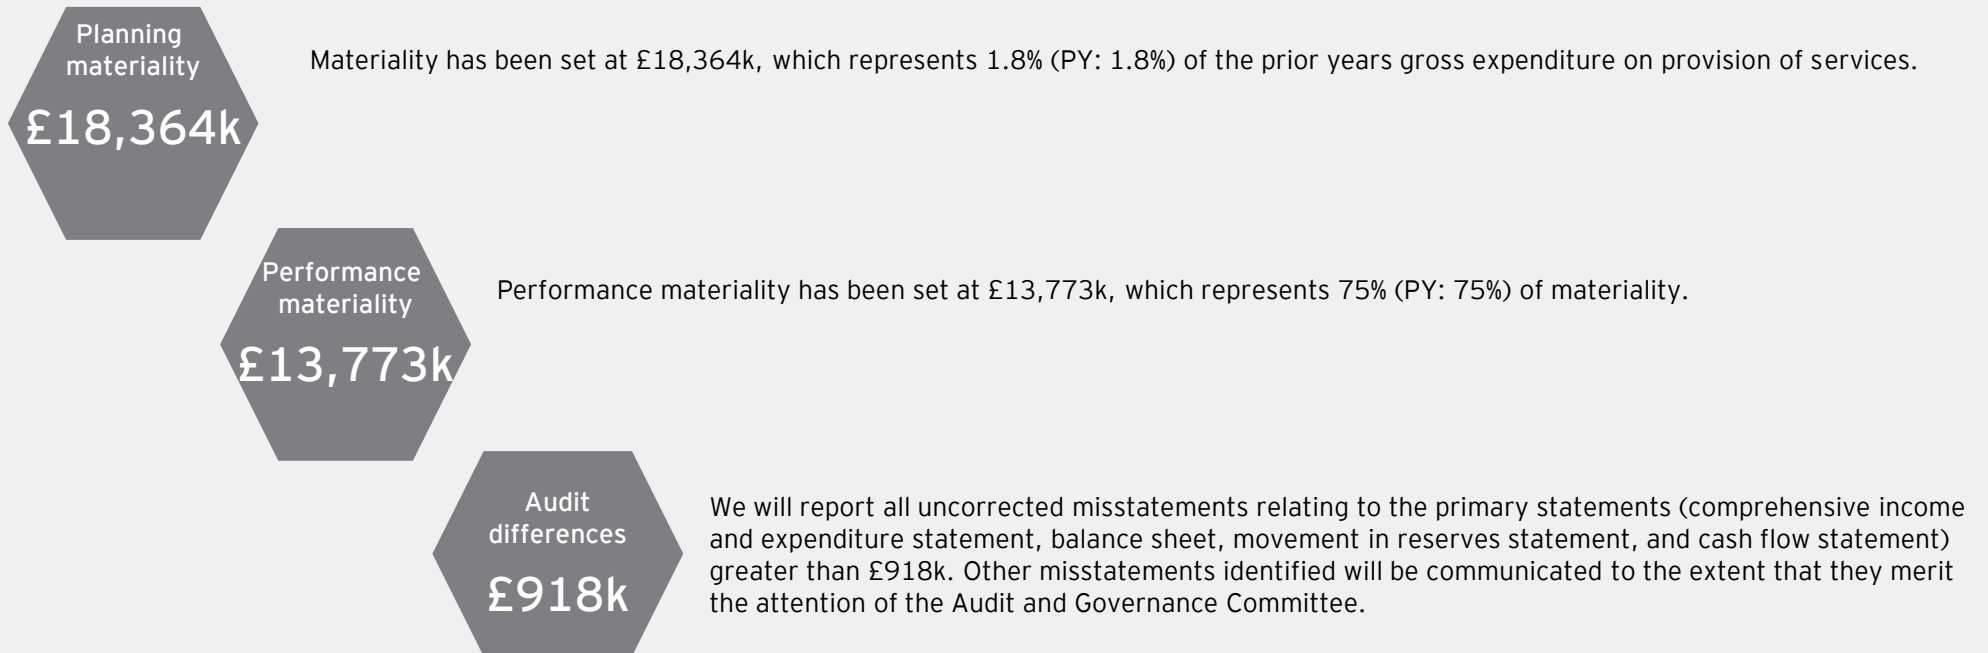 Planning
materiality
£18,364k
Materiality has been set at £18,364k, which represents 1.8% (PY: 1.8%) of the prior years gross expenditure on provision of services.
Performance
materiality
£13,773k
Performance materiality has been set at £13,773k, which represents 75% (PY: 75%) of materiality.
Audit
differences
£918k
We will report all uncorrected misstatements relating to the primary statements (comprehensive income
and expenditure statement, balance sheet, movement in reserves statement, and cash flow statement)
greater than £918k. Other misstatements identified will be communicated to the extent that they merit
the attention of the Audit and Governance Committee.